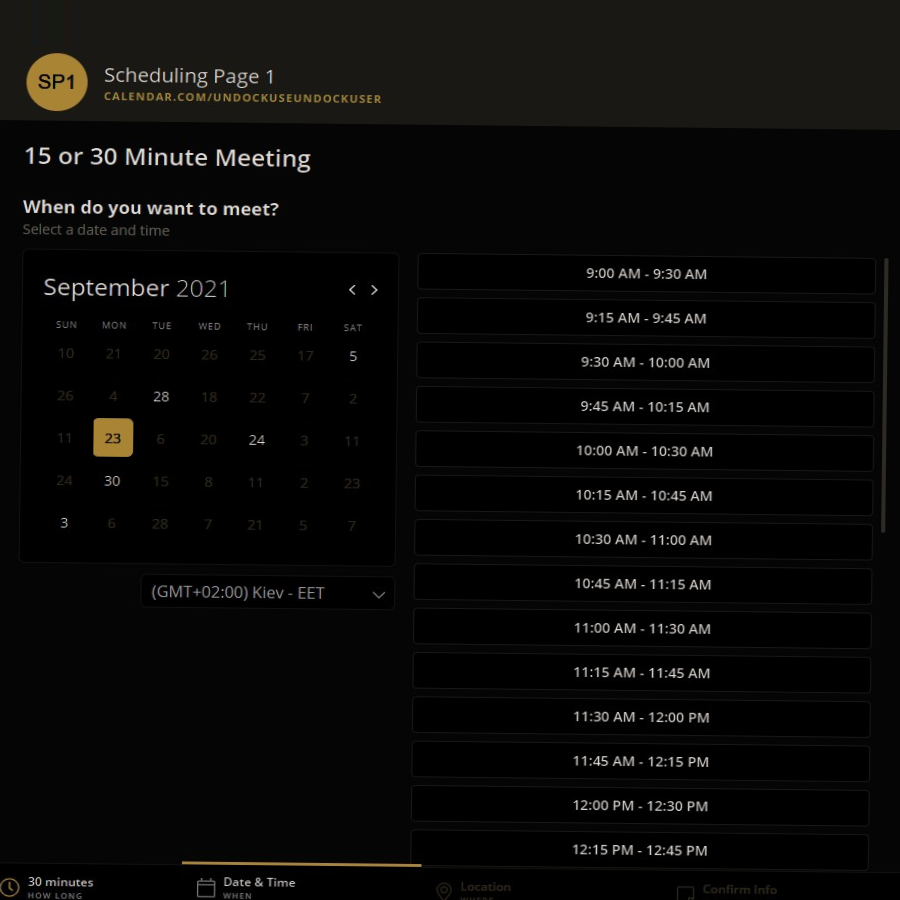 SP1
Scheduling Page 1
CALENDAR.COM/UNDOCKUSEUNDOCKUSER
15 or 30 Minute Meeting
When do you want to meet?
Select a date and time
September 2021
SUN MON TUE WED THU FRI SAT
10 21 20 26 25 17 5
26 4 28 18 22 7 2
11 23 6 20 24 3 11
24 30 15 8 11 2 23
3 6 28 7 21 5 7
(GMT+02:00) Kiev - EET
9:00 AM - 9:30 AM
9:15 AM - 9:45 AM
9:30 AM - 10:00 AM
9:45 AM - 10:15 AM
10:00 AM - 10:30 AM
10:15 AM - 10:45 AM
10:30 AM - 11:00 AM
10:45 AM - 11:15 AM
11:00 AM - 11:30 AM
11:15 AM - 11:45 AM
11:30 AM - 12:00 PM
11:45 AM - 12:15 PM
12:00 PM - 12:30 PM
12:15 PM - 12:45 PM
30 minutes
HOW LONG
Date & Time
WHEN
Location
WHERE
Confirm Info